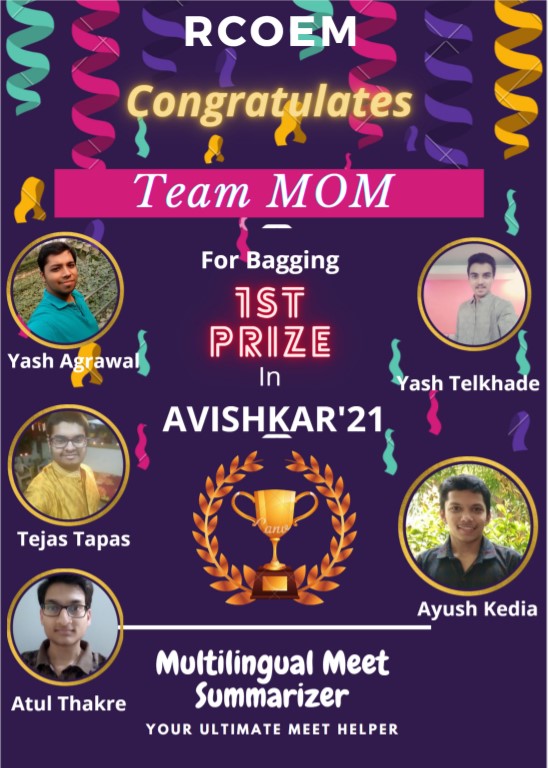 RCOEM
Congratulates
Team MOM
For Bagging
1ST
PRIZE
In
AVISHKAR'21
Yash Agrawal
Yash Telkhade
Tejas Tapas
Ayush Kedia
Atul Thakre
Canva
Multilingual Meet
Summarizer
YOUR ULTIMATE MEET HELPER